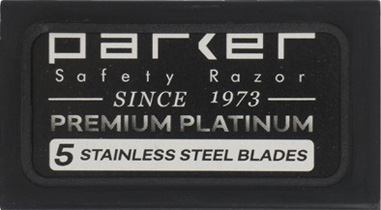 parker
Safety Razor
SINCE 1973
PREMIUM PLATINUM
5 STAINLESS STEEL BLADES